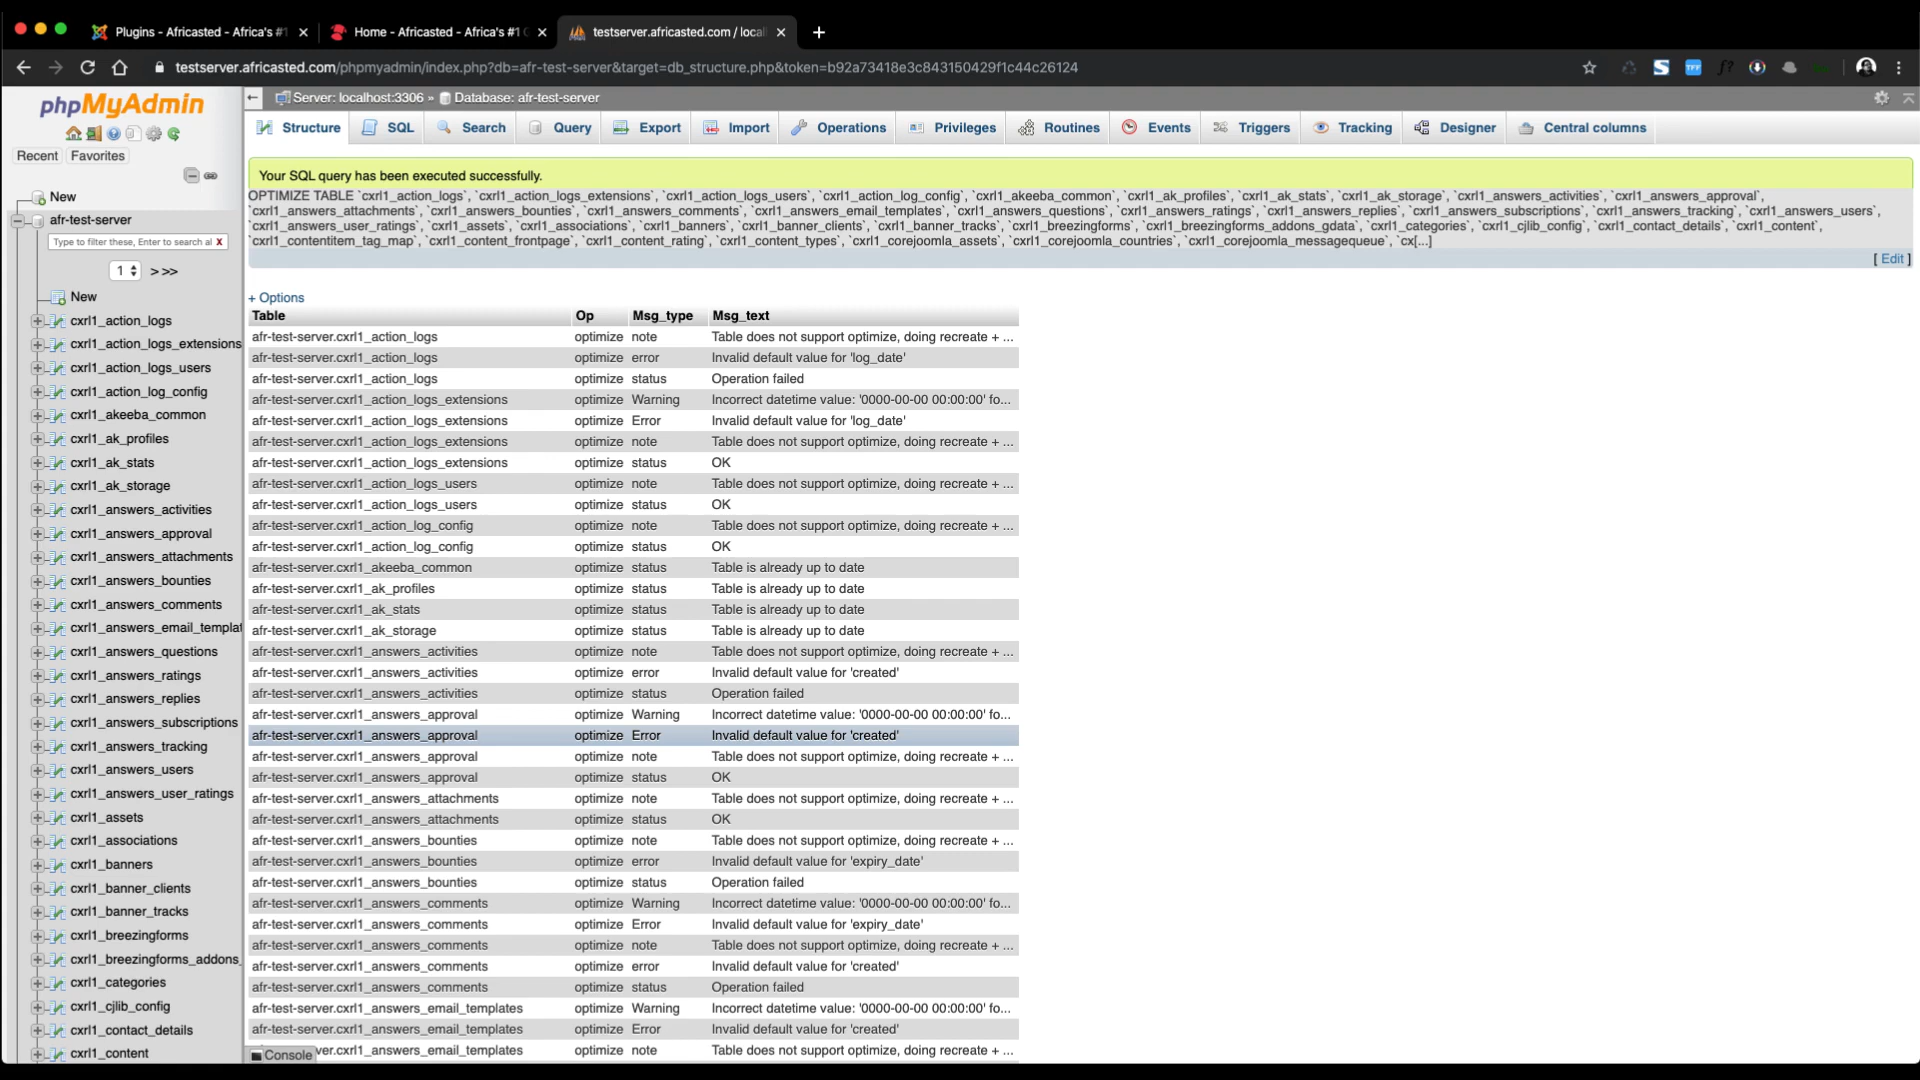 Plugins - Africasted - Africa's #1
Home - Africasted - Africa's #1
testserver.africasted.com / local
testserver.africasted.com/phpmyadmin/index.php?db=afr-test-server&target=db_structure.php&token=b92a73418e3c843150429f1c44c26124
phpMyAdmin
Recent Favorites
New
afr-test-server
Type to filter these, Enter to search al X
1 > >>
New
cxrl1_action_logs
cxrl1_action_logs_extensions
cxrl1_action_logs_users
cxrl1_action_log_config
cxrl1_akeeba_common
cxrl1_ak_profiles
cxrl1_ak_stats
cxrl1_ak_storage
cxrl1_answers_activities
cxrl1_answers_approval
cxrl1_answers_attachments
cxrl1_answers_bounties
cxrl1_answers_comments
cxrl1_answers_email_templat
cxrl1_answers_questions
cxrl1_answers_ratings
cxrl1_answers_replies
cxrl1_answers_subscriptions
cxrl1_answers_tracking
cxrl1_answers_users
cxrl1_answers_user_ratings
cxrl1_assets
cxrl1_associations
cxrl1_banners
cxrl1_banner_clients
cxrl1_banner_tracks
cxrl1_breezingforms
cxrl1_breezingforms_addons_
cxrl1_categories
cxrl1_cjlib_config
cxrl1_contact_details
cxrl1_content
Server: localhost:3306 » Database: afr-test-server
Structure SQL Search Query Export Import Operations Privileges Routines Events Triggers Tracking Designer Central columns
Your SQL query has been executed successfully.
OPTIMIZE TABLE `cxrl1_action_logs`, `cxrl1_action_logs_extensions`, `cxrl1_action_logs_users`, `cxrl1_action_log_config`, `cxrl1_akeeba_common`, `cxrl1_ak_profiles`, `cxrl1_ak_stats`, `cxrl1_ak_storage`, `cxrl1_answers_activities`, `cxrl1_answers_approval`,
`cxrl1_answers_attachments`, `cxrl1_answers_bounties`, `cxrl1_answers_comments`, `cxrl1_answers_email_templates`, `cxrl1_answers_questions`, `cxrl1_answers_ratings`, `cxrl1_answers_replies`, `cxrl1_answers_subscriptions`, `cxrl1_answers_tracking`, `cxrl1_answers_users`,
`cxrl1_answers_user_ratings`, `cxrl1_assets`, `cxrl1_associations`, `cxrl1_banners`, `cxrl1_banner_clients`, `cxrl1_banner_tracks`, `cxrl1_breezingforms`, `cxrl1_breezingforms_addons_gdata`, `cxrl1_categories`, `cxrl1_cjlib_config`, `cxrl1_contact_details`, `cxrl1_content`,
`cxrl1_contentitem_tag_map`, `cxrl1_content_frontpage`, `cxrl1_content_rating`, `cxrl1_content_types`, `cxrl1_corejoomla_assets`, `cxrl1_corejoomla_countries`, `cxrl1_corejoomla_messagequeue`, `cx[...]
[ Edit ]
+ Options
Table Op Msg_type Msg_text
afr-test-server.cxrl1_action_logs optimize note Table does not support optimize, doing recreate + ...
afr-test-server.cxrl1_action_logs optimize error Invalid default value for 'log_date'
afr-test-server.cxrl1_action_logs optimize status Operation failed
afr-test-server.cxrl1_action_logs_extensions optimize Warning Incorrect datetime value: '0000-00-00 00:00:00' fo...
afr-test-server.cxrl1_action_logs_extensions optimize Error Invalid default value for 'log_date'
afr-test-server.cxrl1_action_logs_extensions optimize note Table does not support optimize, doing recreate + ...
afr-test-server.cxrl1_action_logs_extensions optimize status OK
afr-test-server.cxrl1_action_logs_users optimize note Table does not support optimize, doing recreate + ...
afr-test-server.cxrl1_action_logs_users optimize status OK
afr-test-server.cxrl1_action_log_config optimize note Table does not support optimize, doing recreate + ...
afr-test-server.cxrl1_action_log_config optimize status OK
afr-test-server.cxrl1_akeeba_common optimize status Table is already up to date
afr-test-server.cxrl1_ak_profiles optimize status Table is already up to date
afr-test-server.cxrl1_ak_stats optimize status Table is already up to date
afr-test-server.cxrl1_ak_storage optimize status Table is already up to date
afr-test-server.cxrl1_answers_activities optimize note Table does not support optimize, doing recreate + ...
afr-test-server.cxrl1_answers_activities optimize error Invalid default value for 'created'
afr-test-server.cxrl1_answers_activities optimize status Operation failed
afr-test-server.cxrl1_answers_approval optimize Warning Incorrect datetime value: '0000-00-00 00:00:00' fo...
afr-test-server.cxrl1_answers_approval optimize Error Invalid default value for 'created'
afr-test-server.cxrl1_answers_approval optimize note Table does not support optimize, doing recreate + ...
afr-test-server.cxrl1_answers_approval optimize status OK
afr-test-server.cxrl1_answers_attachments optimize note Table does not support optimize, doing recreate + ...
afr-test-server.cxrl1_answers_attachments optimize status OK
afr-test-server.cxrl1_answers_bounties optimize note Table does not support optimize, doing recreate + ...
afr-test-server.cxrl1_answers_bounties optimize error Invalid default value for 'expiry_date'
afr-test-server.cxrl1_answers_bounties optimize status Operation failed
afr-test-server.cxrl1_answers_comments optimize Warning Incorrect datetime value: '0000-00-00 00:00:00' fo...
afr-test-server.cxrl1_answers_comments optimize Error Invalid default value for 'expiry_date'
afr-test-server.cxrl1_answers_comments optimize note Table does not support optimize, doing recreate + ...
afr-test-server.cxrl1_answers_comments optimize error Invalid default value for 'created'
afr-test-server.cxrl1_answers_comments optimize status Operation failed
afr-test-server.cxrl1_answers_email_templates optimize Warning Incorrect datetime value: '0000-00-00 00:00:00' fo...
afr-test-server.cxrl1_answers_email_templates optimize Error Invalid default value for 'created'
ver.cxrl1_answers_email_templates optimize note Table does not support optimize, doing recreate + ...
Console